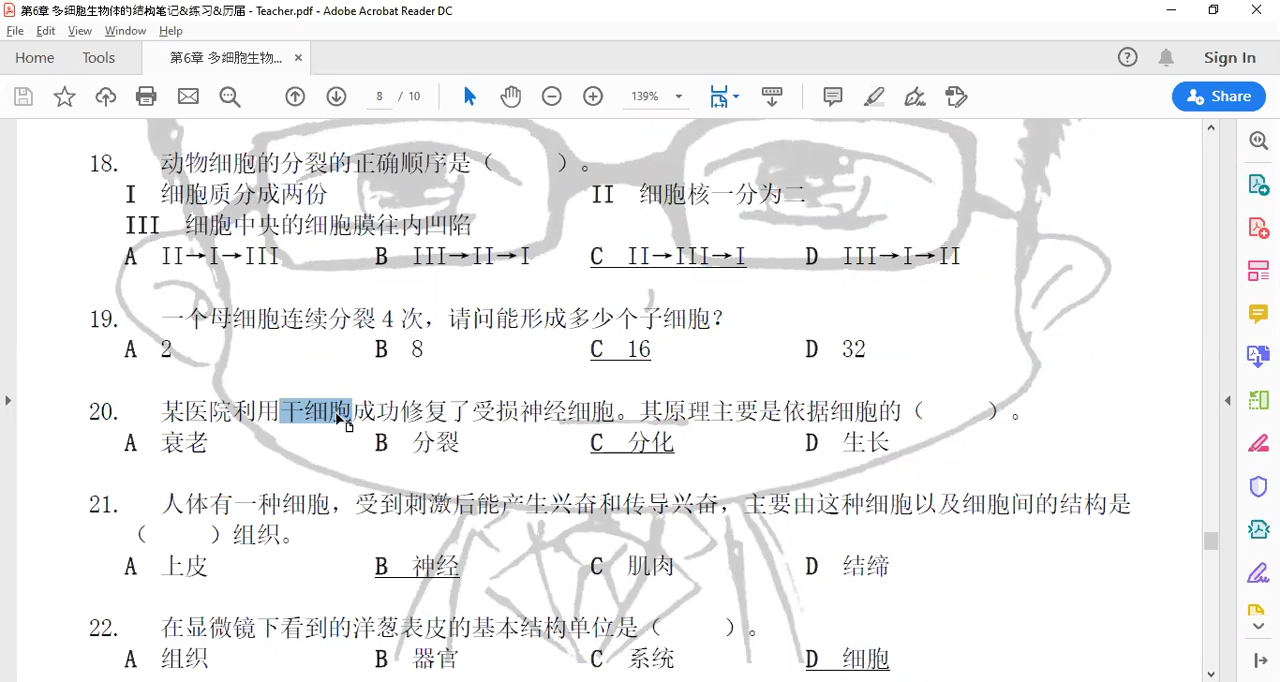 第6章 多细胞生物体的结构笔记&练习&历届 - Teacher.pdf - Adobe Acrobat Reader DC
File Edit View Window Help
Home Tools 第6章 多细胞生物... × Sign In
8 / 10 139% Share
18. 动物细胞的分裂的正确顺序是（ ）。
I 细胞质分成两份 II 细胞核一分为二
III 细胞中央的细胞膜往内凹陷
A II→I→III B III→II→I C II→III→I D III→I→II
19. 一个母细胞连续分裂 4 次，请问能形成多少个子细胞？
A 2 B 8 C 16 D 32
20. 某医院利用干细胞成功修复了受损神经细胞。其原理主要是依据细胞的（ ）。
A 衰老 B 分裂 C 分化 D 生长
21. 人体有一种细胞，受到刺激后能产生兴奋和传导兴奋，主要由这种细胞以及细胞间的结构是
（ ）组织。
A 上皮 B 神经 C 肌肉 D 结缔
22. 在显微镜下看到的洋葱表皮的基本结构单位是（ ）。
A 组织 B 器官 C 系统 D 细胞